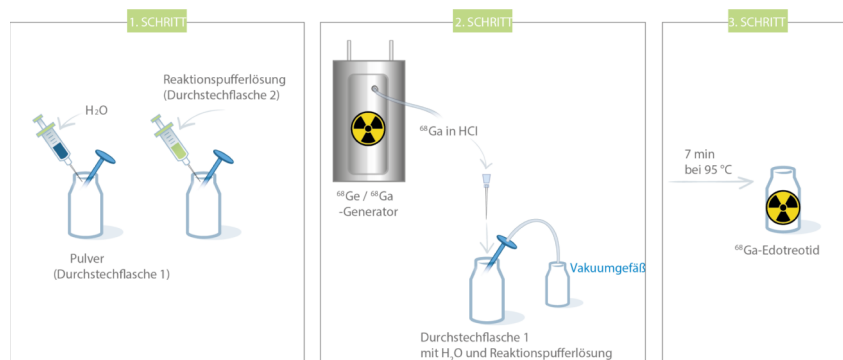 1. SCHRITT
H₂O
Reaktionspufferlösung
(Durchstechflasche 2)
Pulver
(Durchstechflasche 1)
2. SCHRITT
⁶⁸Ga in HCl
⁶⁸Ge / ⁶⁸Ga
-Generator
Vakuumgefäß
Durchstechflasche 1
mit H₂O und Reaktionspufferlösung
3. SCHRITT
7 min
bei 95 °C
⁶⁸Ga-Edotreotid